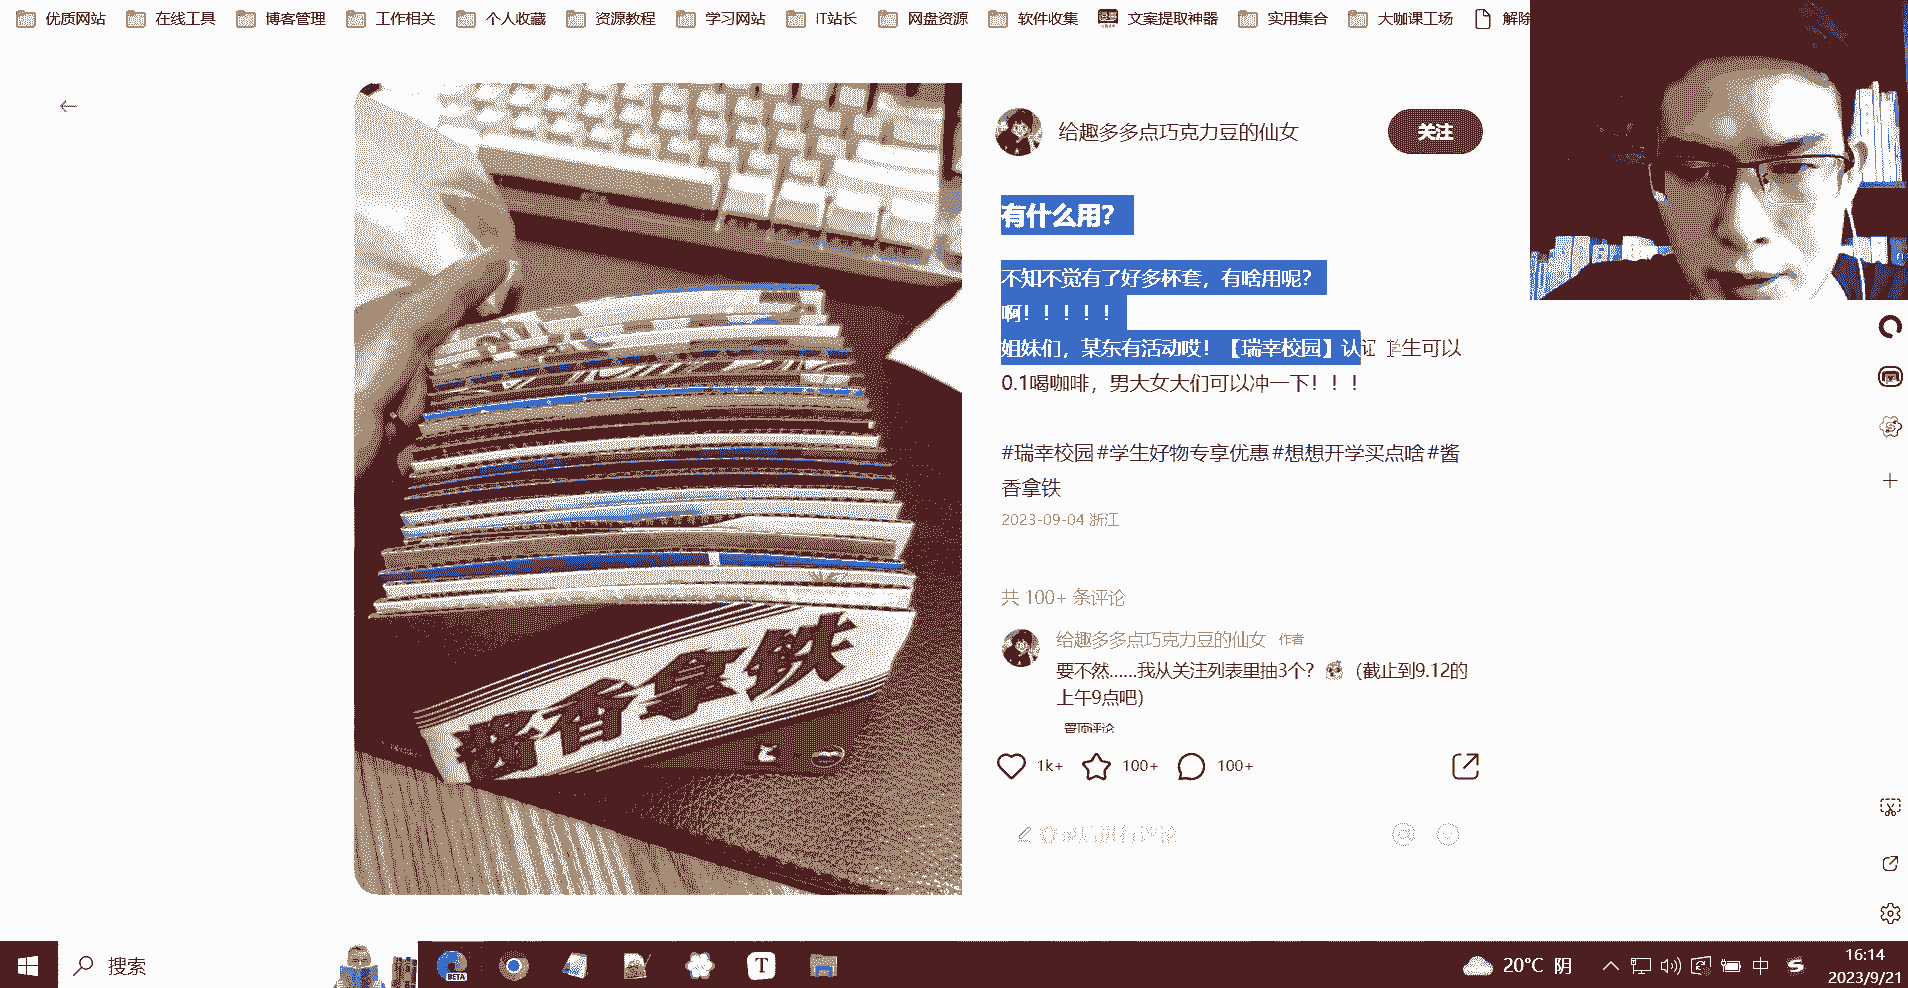 优质网站 在线工具 博客管理 工作相关 个人收藏 资源教程 学习网站 IT站长 网盘资源 软件收集 文案提取神器 实用集合 大咖课工场 解除
给趣多多点巧克力豆的仙女
关注
有什么用?
不知不觉有了好多杯套，有啥用呢?
啊! ! ! ! !
姐妹们，某东有活动哎! 【瑞幸校园】认证 学生可以
0.1喝咖啡，男大女大们可以冲一下! ! !
#瑞幸校园 #学生好物专享优惠 #想想开学买点啥 #酱
香拿铁
2023-09-04 浙江
共 100+ 条评论
给趣多多点巧克力豆的仙女 作者
要不然......我从关注列表里抽3个? (截止到9.12的
上午9点吧)
置顶评论
1k+ 100+ 100+
酱香拿铁
搜索
BETA
T
20°C 阴
中
16:14
2023/9/21